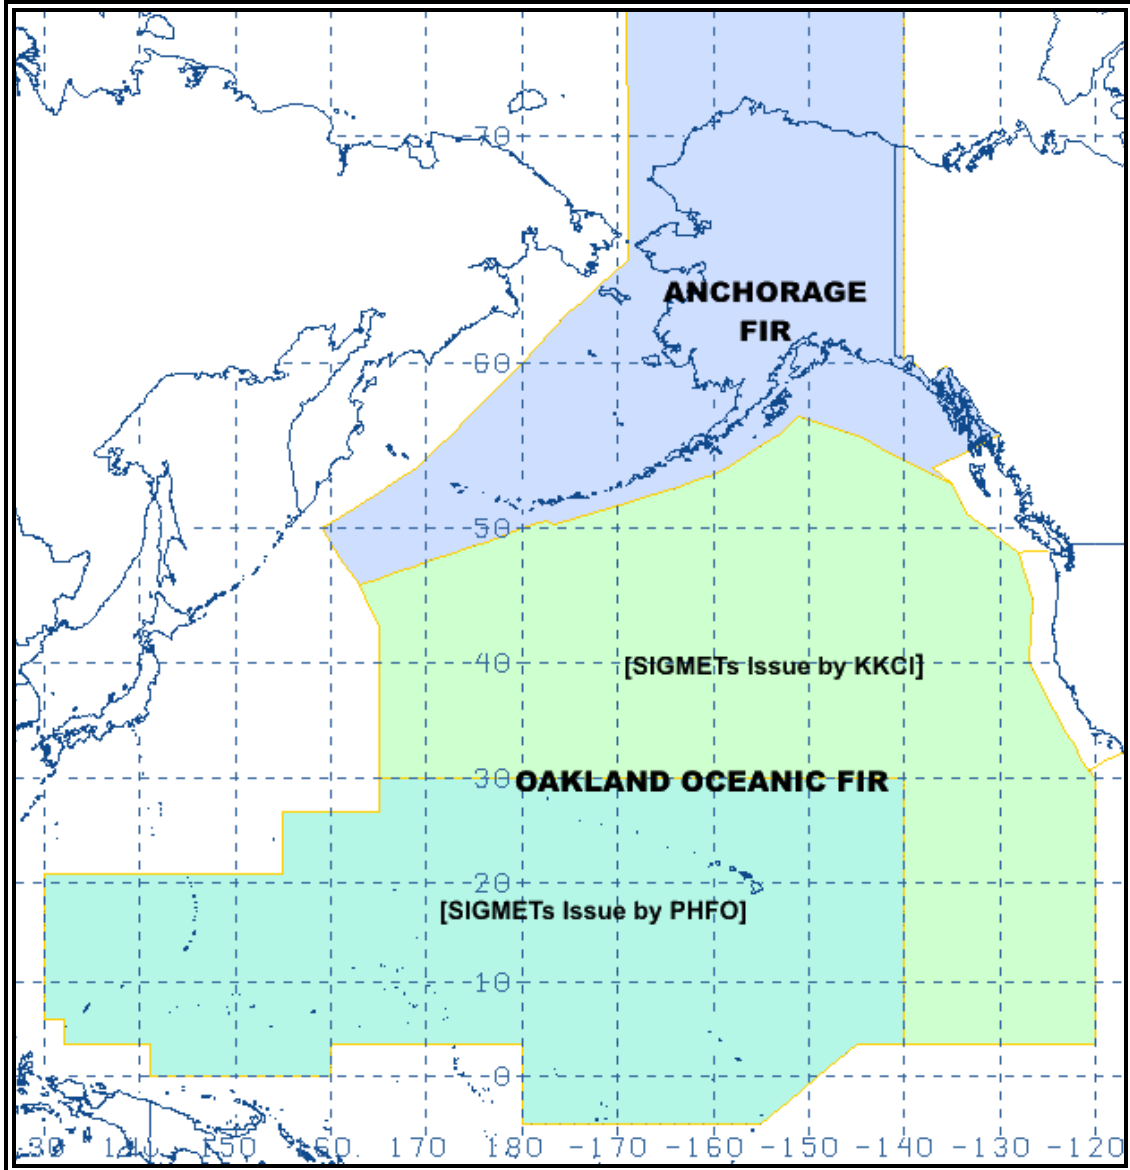 70
ANCHORAGE
FIR
60
50
40
[SIGMETs Issue by KKCI]
30
OAKLAND OCEANIC FIR
20
[SIGMETs Issue by PHFO]
10
0
130 140 150 160 170 180 -170 -160 -150 -140 -130 -120